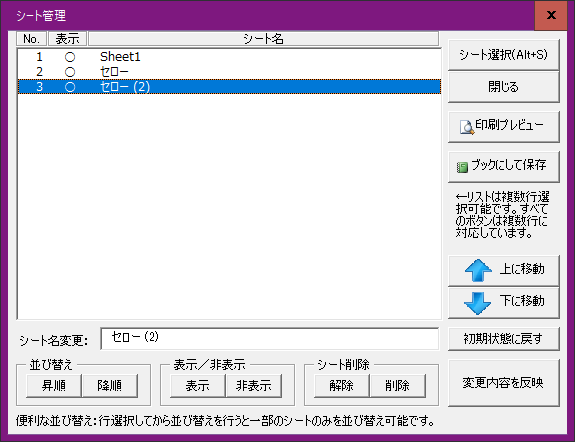 シート管理
No. 表示 シート名
1 ○ Sheet1
2 ○ セロー
3 ○ セロー (2)
シート選択(Alt+S)
閉じる
印刷プレビュー
ブックにして保存
←リストは複数行選
択可能です。すべて
のボタンは複数行に
対応しています。
上に移動
下に移動
シート名変更: セロー (2)
初期状態に戻す
並び替え 表示／非表示 シート削除
昇順 降順 表示 非表示 解除 削除
変更内容を反映
便利な並び替え:行選択してから並び替えを行うと一部のシートのみを並び替え可能です。